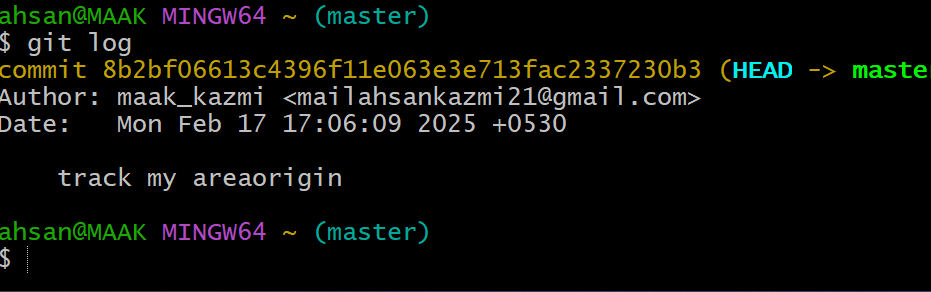 ahsan@MAAK MINGW64 ~ (master)
$ git log
commit 8b2bf06613c4396f11e063e3e713fac2337230b3 (HEAD -> maste
Author: maak_kazmi <mailahsankazmi21@gmail.com>
Date:   Mon Feb 17 17:06:09 2025 +0530
    track my areaorigin
ahsan@MAAK MINGW64 ~ (master)
$